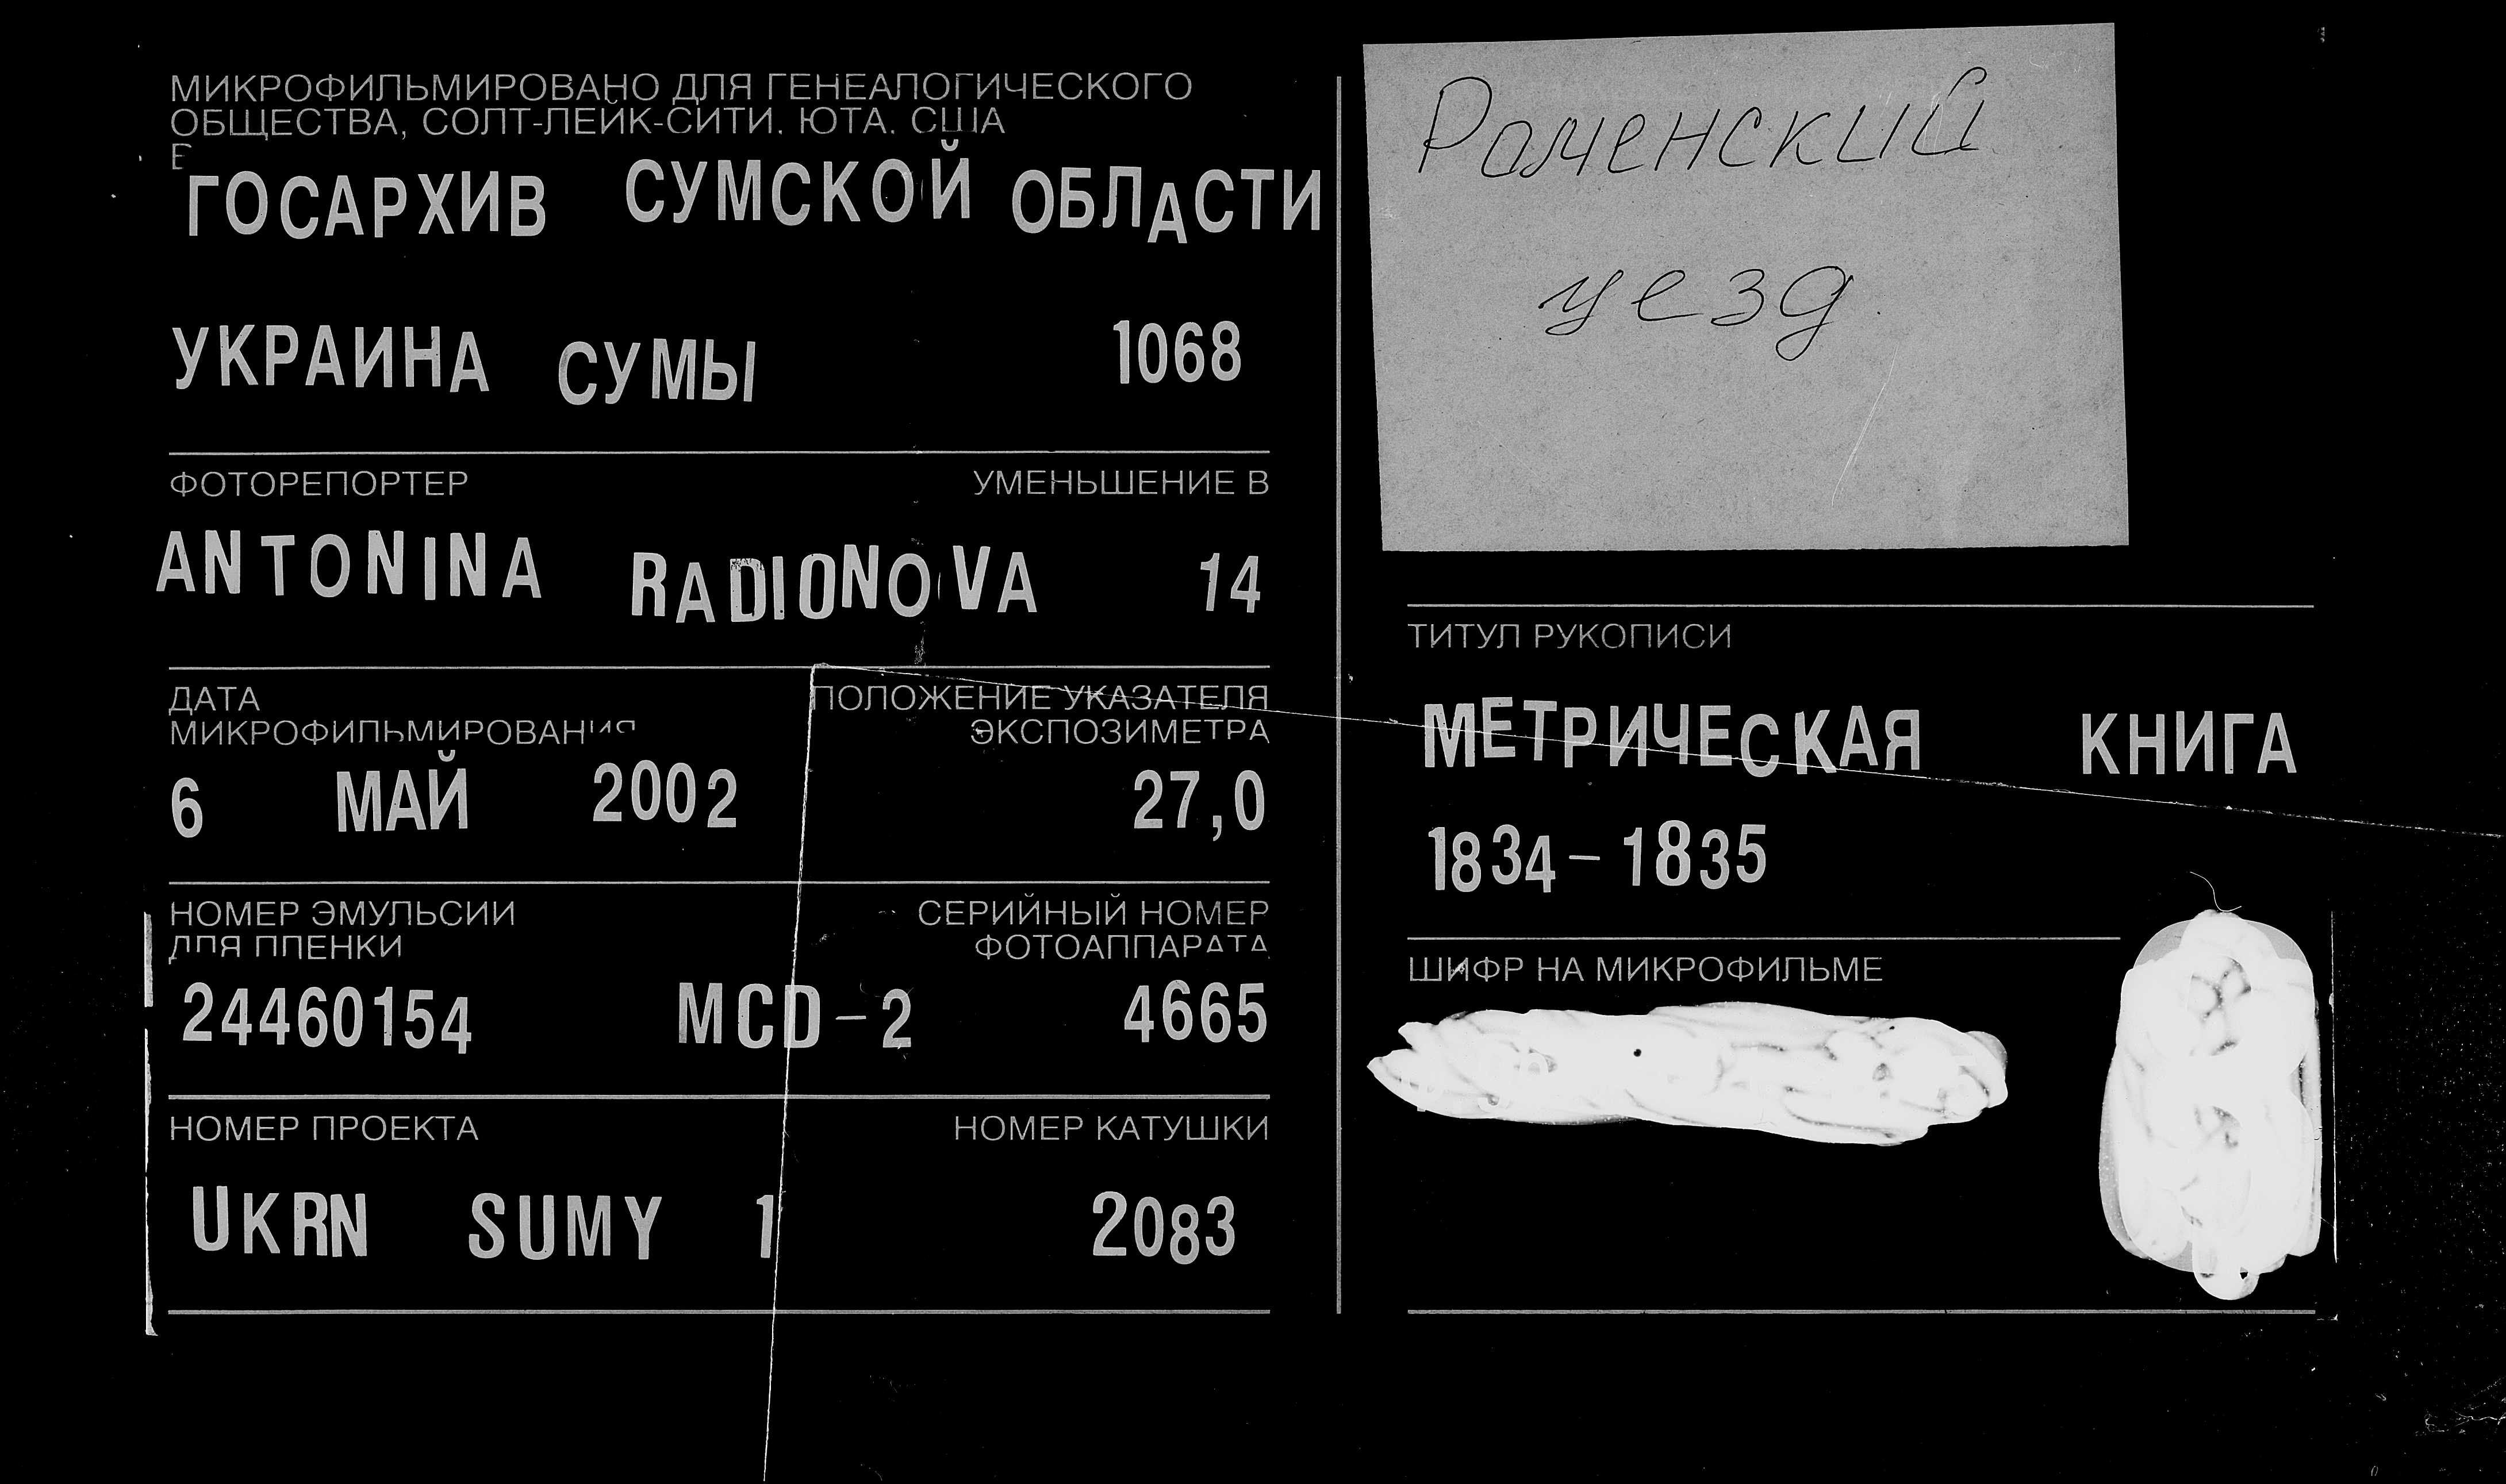 МИКРОФИЛЬМИРОВАНО ДЛЯ ГЕНЕАЛОГИЧЕСКОГО
ОБЩЕСТВА, СОЛТ-ЛЕЙК-СИТИ, ЮТА, США
В
ГОСАРХИВ СУМСКОЙ ОБЛАСТИ
УКРАИНА СУМЫ 1068
ФОТОРЕПОРТЕР УМЕНЬШЕНИЕ В
ANTONINA RADIONOVA 14
ДАТА ПОЛОЖЕНИЕ УКАЗАТЕЛЯ
МИКРОФИЛЬМИРОВАНИЯ ЭКСПОЗИМЕТРА
6 МАЙ 2002 27,0
НОМЕР ЭМУЛЬСИИ СЕРИЙНЫЙ НОМЕР
ДЛЯ ПЛЕНКИ ФОТОАППАРАТА
24460154 MCD-2 4665
НОМЕР ПРОЕКТА НОМЕР КАТУШКИ
UKRN SUMY 1 2083
Роменский
уезд
ТИТУЛ РУКОПИСИ
МЕТРИЧЕСКАЯ КНИГА
1834-1835
ШИФР НА МИКРОФИЛЬМЕ